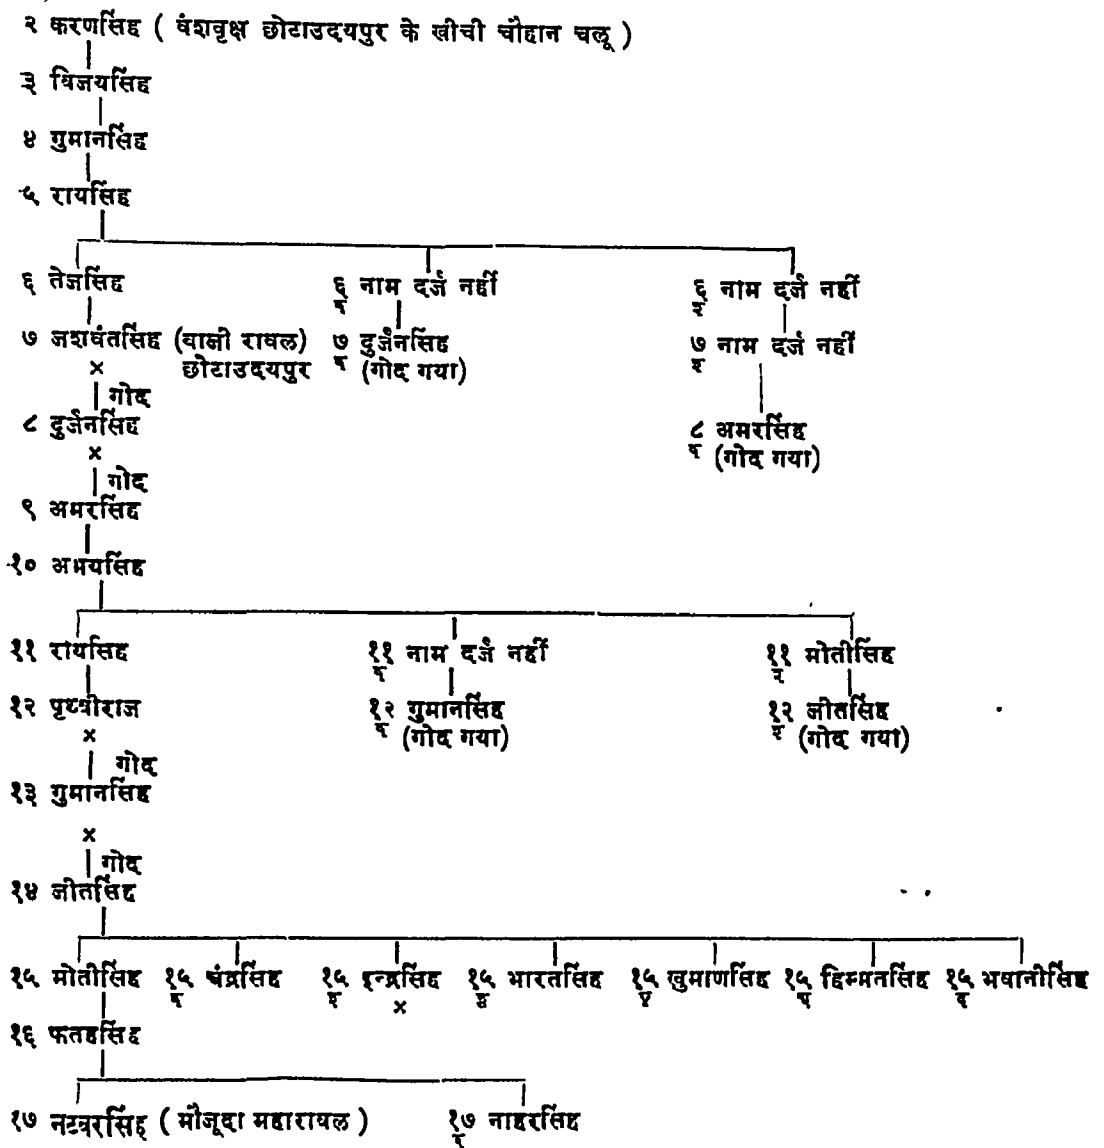 २ करणसिंह ( वंशवृक्ष छोटाउदयपुर के खीची चौहान चलू )
३ विजयसिंह
४ गुमानसिंह
५ रायसिंह
६ तेजसिंह ६ नाम दर्ज नहीं ६ नाम दर्ज नहीं
७ जशवंतसिंह (वाजी रावल) ७ दुर्जनसिंह ७ नाम दर्ज नहीं
× छोटाउदयपुर (गोद गया)
गोद
८ दुर्जनसिंह ८ अमरसिंह
× (गोद गया)
गोद
९ अमरसिंह
१० अभयसिंह
११ रायसिंह ११ नाम दर्ज नहीं ११ मोतीसिंह
१२ पृथ्वीराज १२ गुमानसिंह १२ जीतसिंह
× (गोद गया) (गोद गया)
गोद
१३ गुमानसिंह
×
गोद
१४ जीतसिंह
१५ मोतीसिंह १५ चंद्रसिंह १५ इन्द्रसिंह १५ भारतसिंह १५ खुमाणसिंह १५ हिम्मतसिंह १५ भवानीसिंह
×
१६ फतहसिंह
१७ नटवरसिंह ( मौजूदा महारावल ) १७ नाहरसिंह